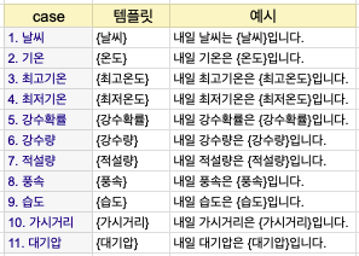 case 템플릿 예시
1. 날씨 {날씨} 내일 날씨는 {날씨}입니다.
2. 기온 {온도} 내일 기온은 {온도}입니다.
3. 최고기온 {최고온도} 내일 최고기온은 {최고온도}입니다.
4. 최저기온 {최저온도} 내일 최저기온은 {최저온도}입니다.
5. 강수확률 {강수확률} 내일 강수확률은 {강수확률}입니다.
6. 강수량 {강수량} 내일 강수량은 {강수량}입니다.
7. 적설량 {적설량} 내일 적설량은 {적설량}입니다.
8. 풍속 {풍속} 내일 풍속은 {풍속}입니다.
9. 습도 {습도} 내일 습도은 {습도}입니다.
10. 가시거리 {가시거리} 내일 가시거리은 {가시거리}입니다.
11. 대기압 {대기압} 내일 대기압은 {대기압}입니다.